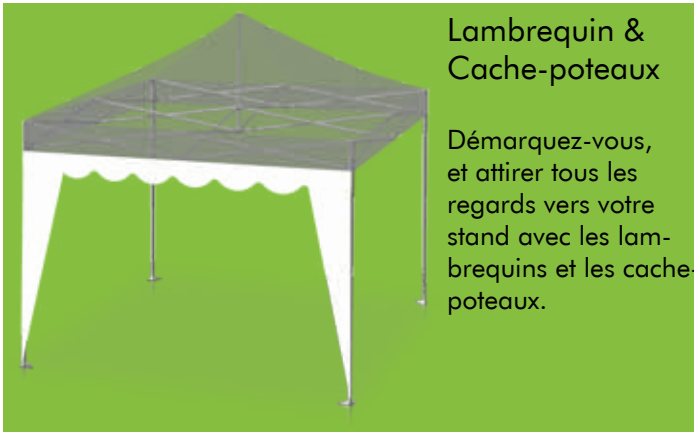 Lambrequin &
Cache-poteaux
Démarquez-vous,
et attirer tous les
regards vers votre
stand avec les lam-
brequins et les cache-
poteaux.